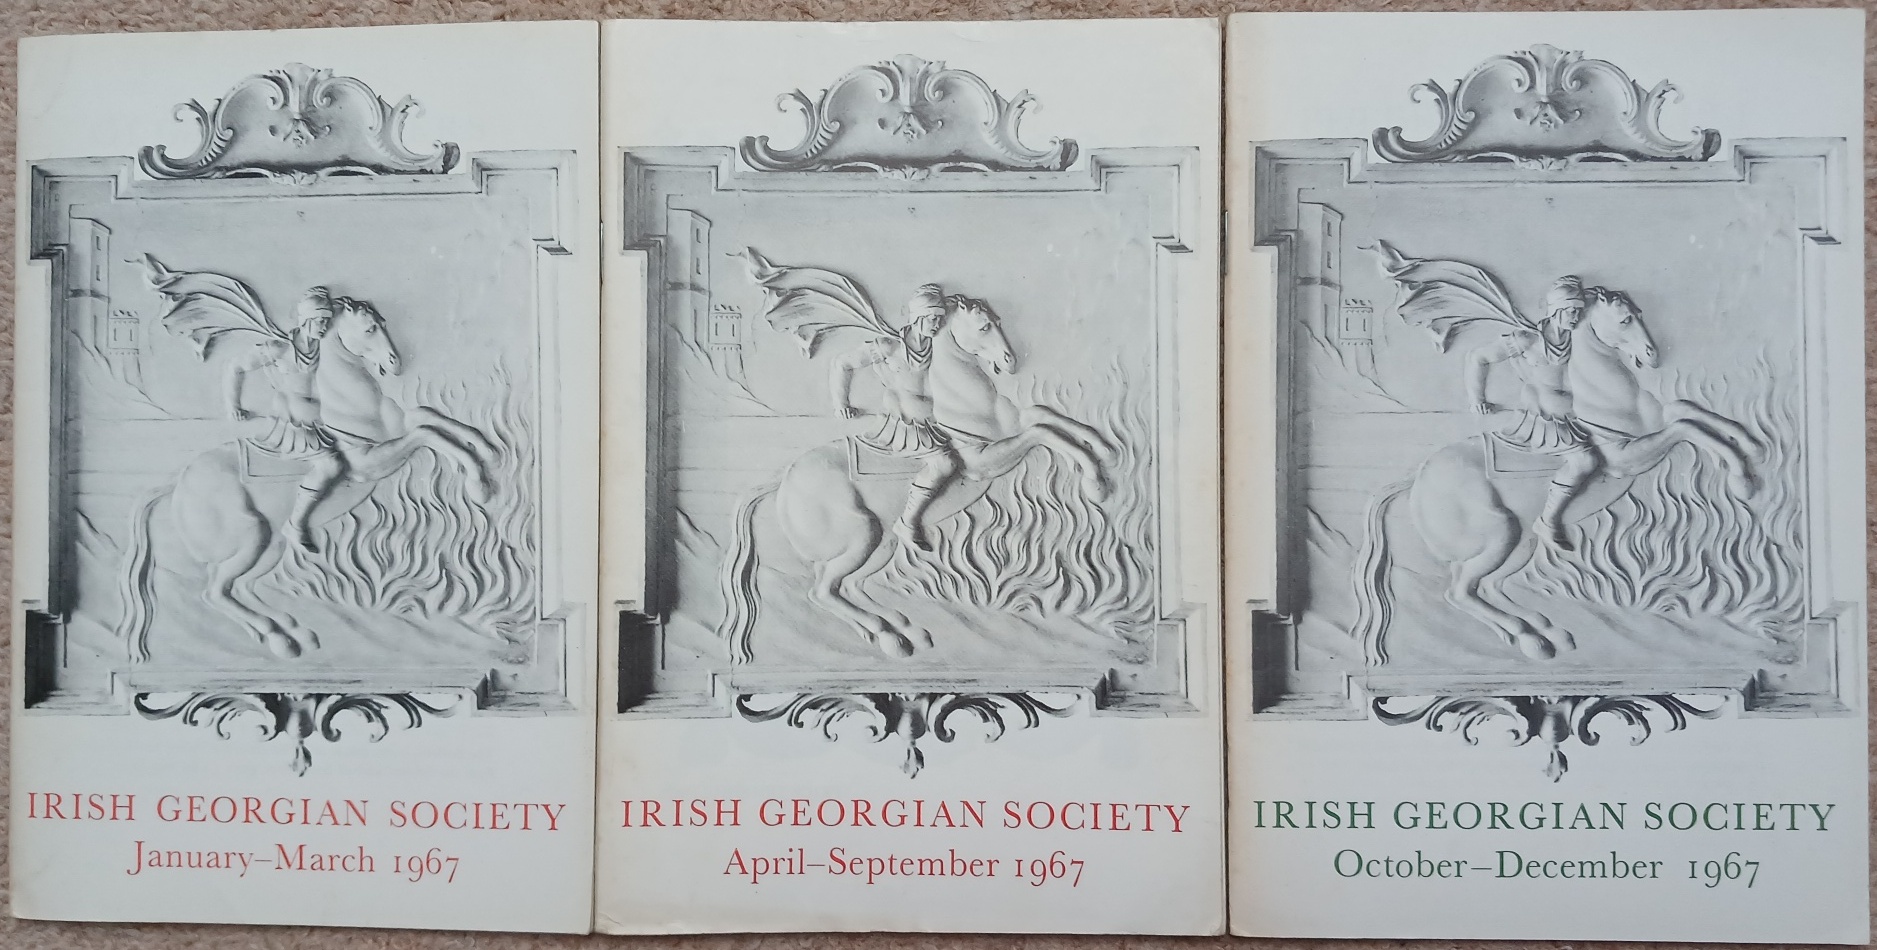 IRISH GEORGIAN SOCIETY
January–March 1967
IRISH GEORGIAN SOCIETY
April–September 1967
IRISH GEORGIAN SOCIETY
October–December 1967